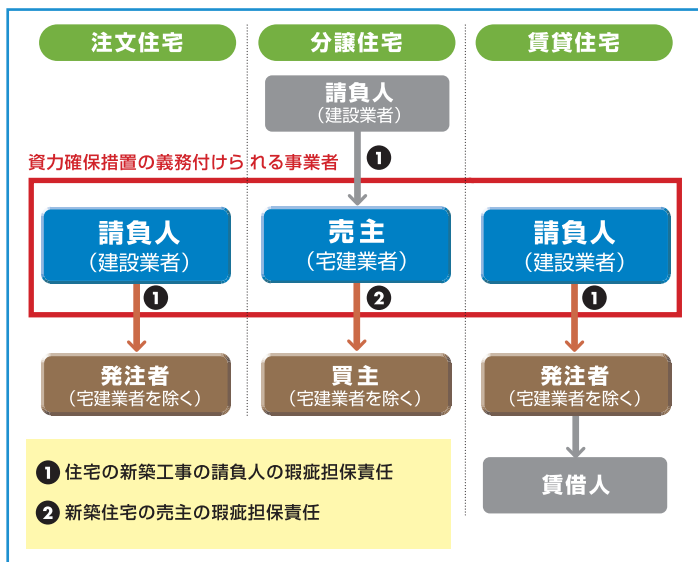 注文住宅
分譲住宅
賃貸住宅
請負人
(建設業者)
❶
資力確保措置の義務付けられる事業者
請負人
(建設業者)
売主
(宅建業者)
請負人
(建設業者)
❶
❷
❶
発注者
(宅建業者を除く)
買主
(宅建業者を除く)
発注者
(宅建業者を除く)
❶ 住宅の新築工事の請負人の瑕疵担保責任
❷ 新築住宅の売主の瑕疵担保責任
賃借人